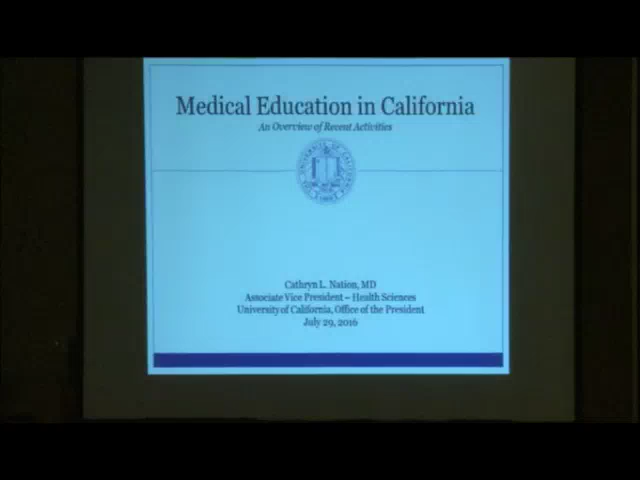 Medical Education in California
An Overview of Recent Activities
Cathryn L. Nation, MD
Associate Vice President – Health Sciences
University of California, Office of the President
July 29, 2016